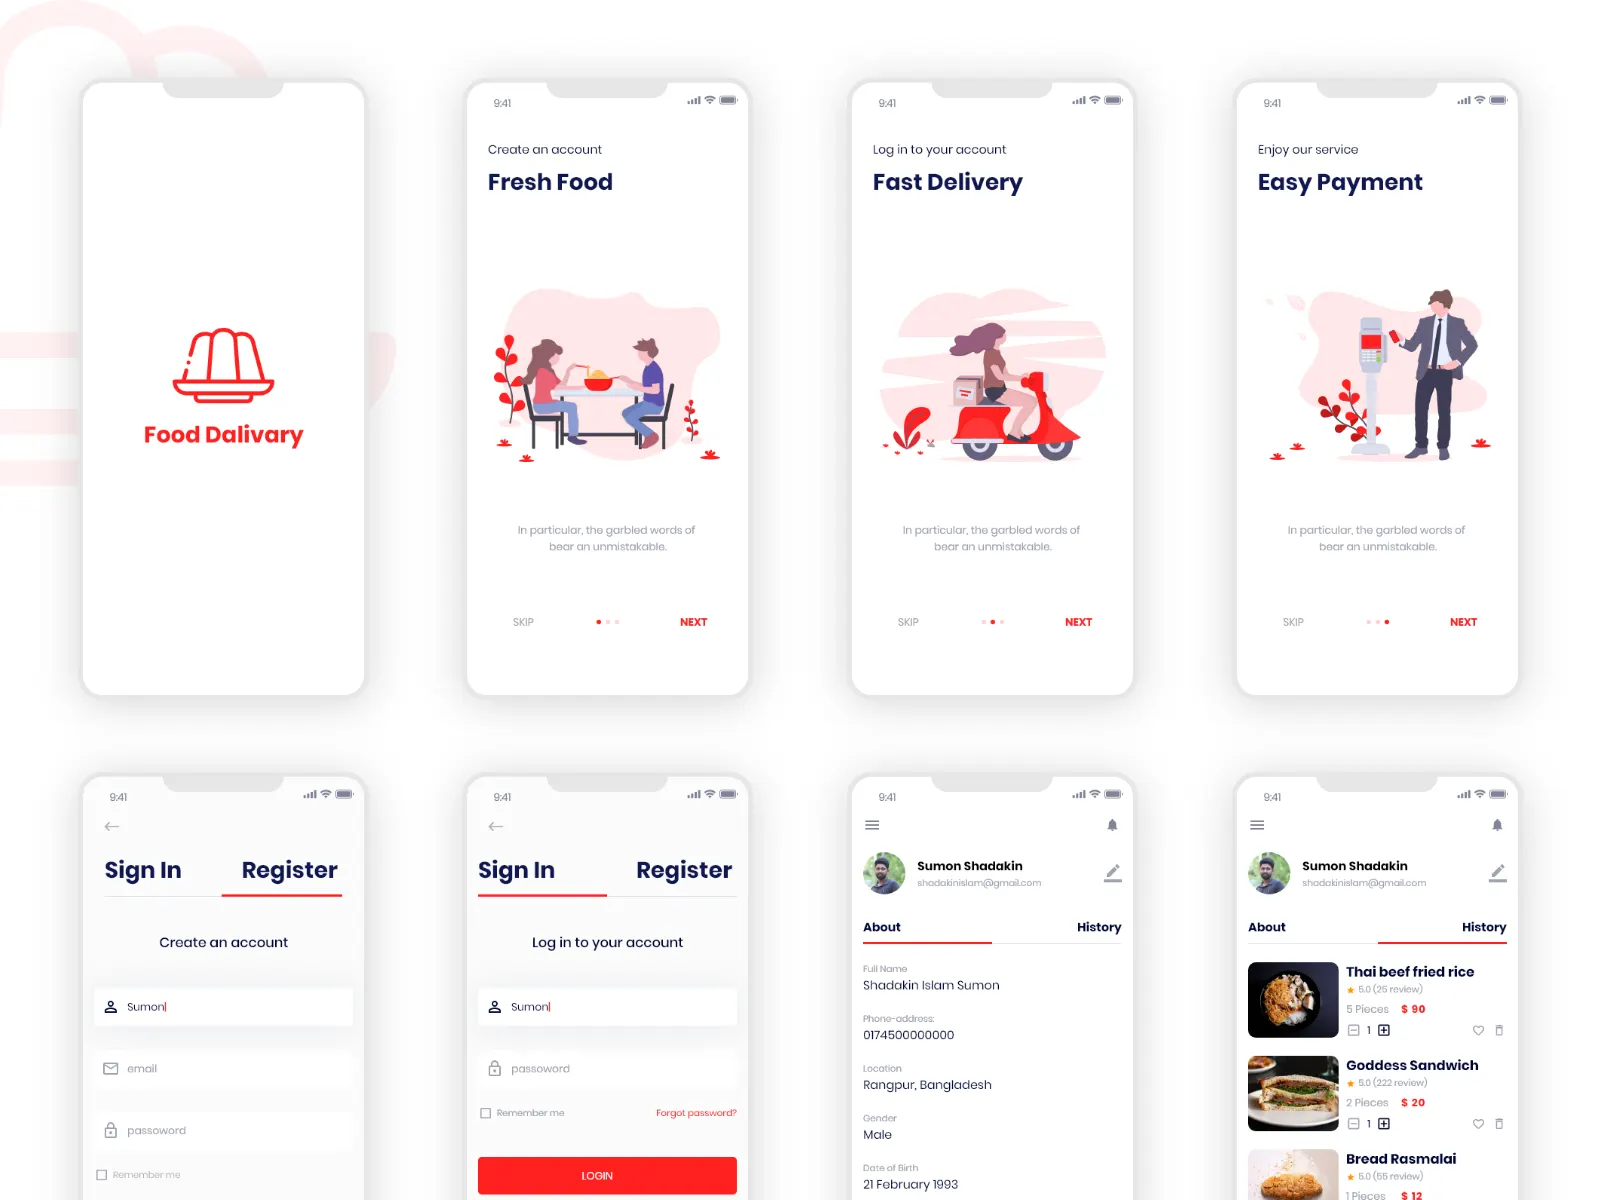 Food Dalivary
9:41
Create an account
Fresh Food
In particular, the garbled words of
bear an unmistakable.
SKIP
NEXT
9:41
Log in to your account
Fast Delivery
In particular, the garbled words of
bear an unmistakable.
SKIP
NEXT
9:41
Enjoy our service
Easy Payment
In particular, the garbled words of
bear an unmistakable.
SKIP
NEXT
9:41
Sign In
Register
Create an account
Sumon
email
passoword
Remember me
9:41
Sign In
Register
Log in to your account
Sumon
passoword
Remember me
Forgot password?
LOGIN
9:41
Sumon Shadakin
shadakinislam@gmail.com
About
History
Full Name
Shadakin Islam Sumon
Phone-address:
0174500000000
Location
Rangpur, Bangladesh
Gender
Male
Date of Birth
21 February 1993
9:41
Sumon Shadakin
shadakinislam@gmail.com
About
History
Thai beef fried rice
5.0 (25 review)
5 Pieces $ 90
1
Goddess Sandwich
5.0 (222 review)
2 Pieces $ 20
1
Bread Rasmalai
5.0 (55 review)
1 Pieces $ 12